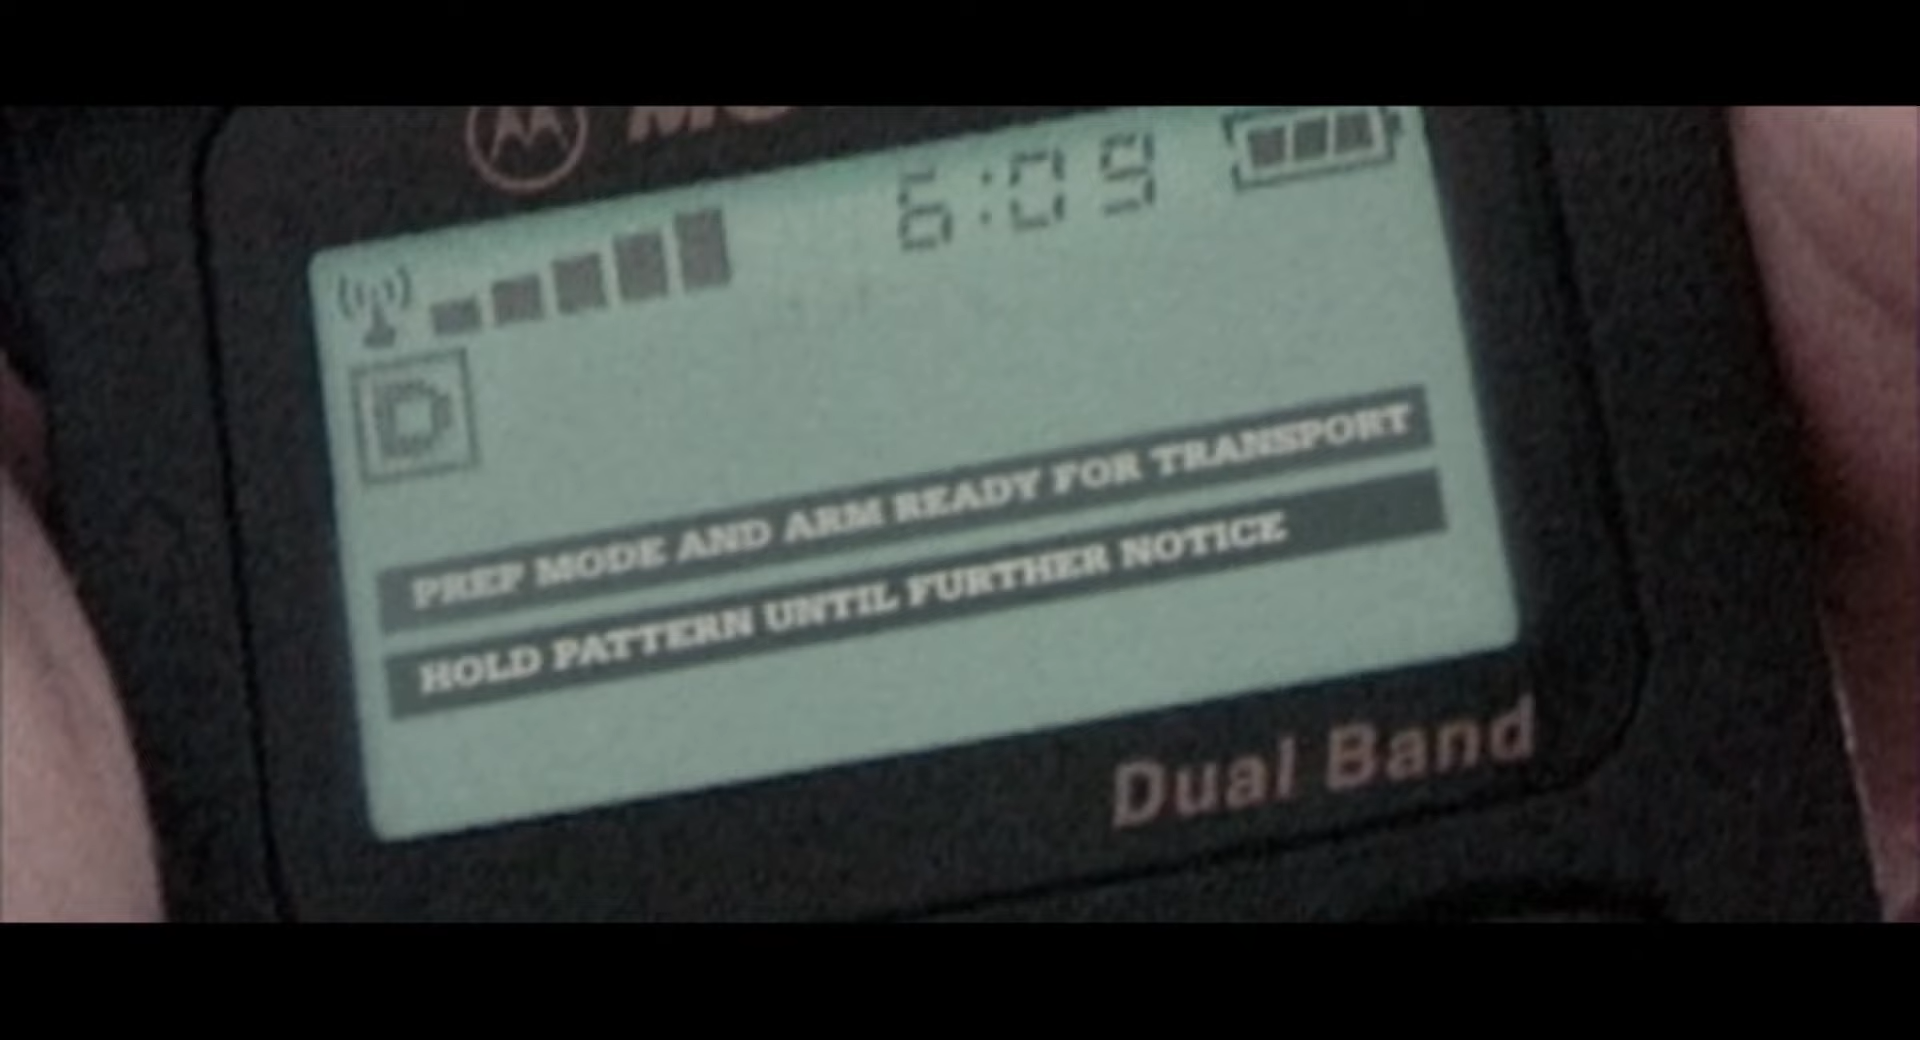 6:09
D
PREP MODE AND ARM READY FOR TRANSPORT
HOLD PATTERN UNTIL FURTHER NOTICE
Dual Band